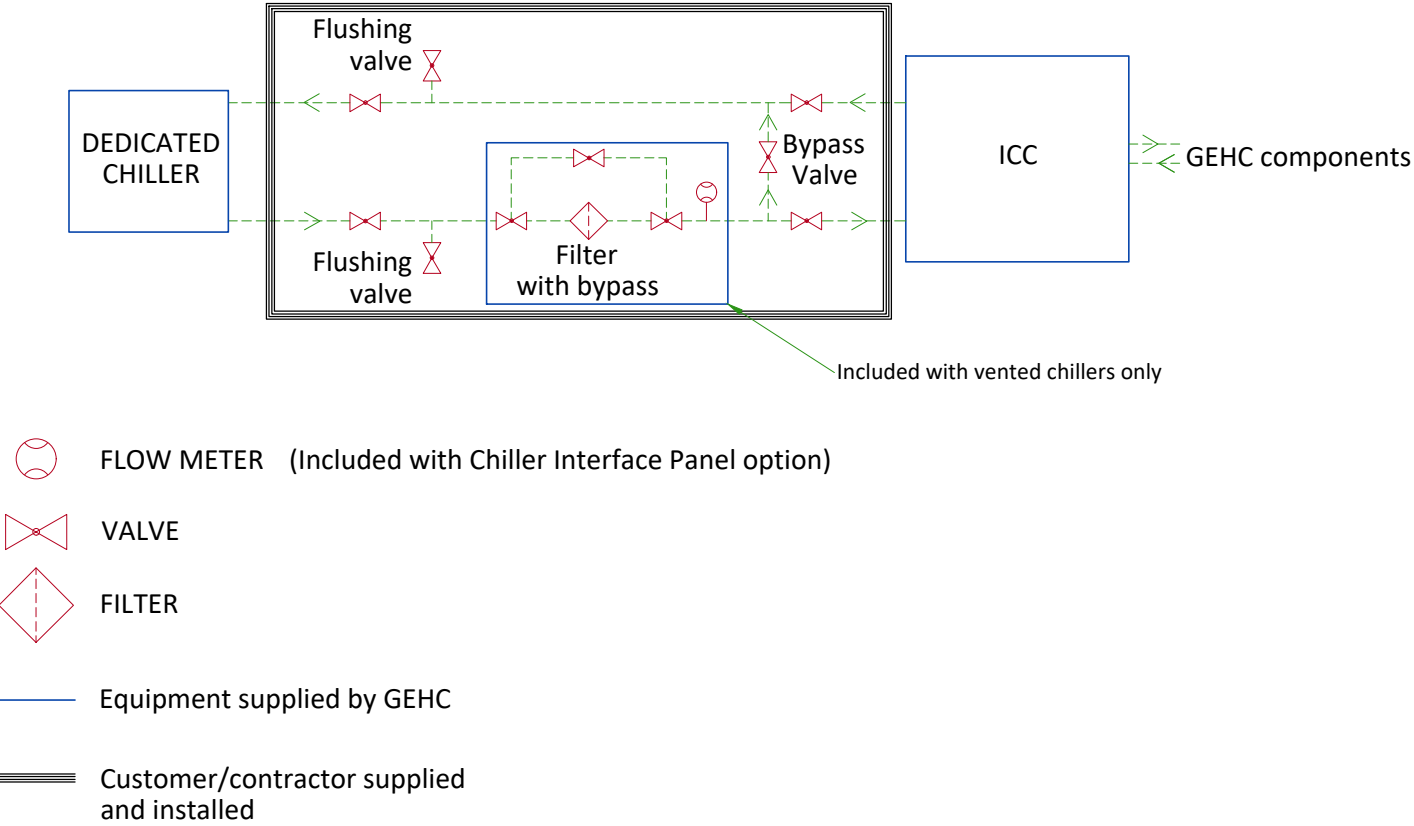 Flushing
valve
DEDICATED
CHILLER
Bypass
Valve
ICC
GEHC components
Flushing
valve
Filter
with bypass
Included with vented chillers only
FLOW METER (Included with Chiller Interface Panel option)
VALVE
FILTER
Equipment supplied by GEHC
Customer/contractor supplied
and installed